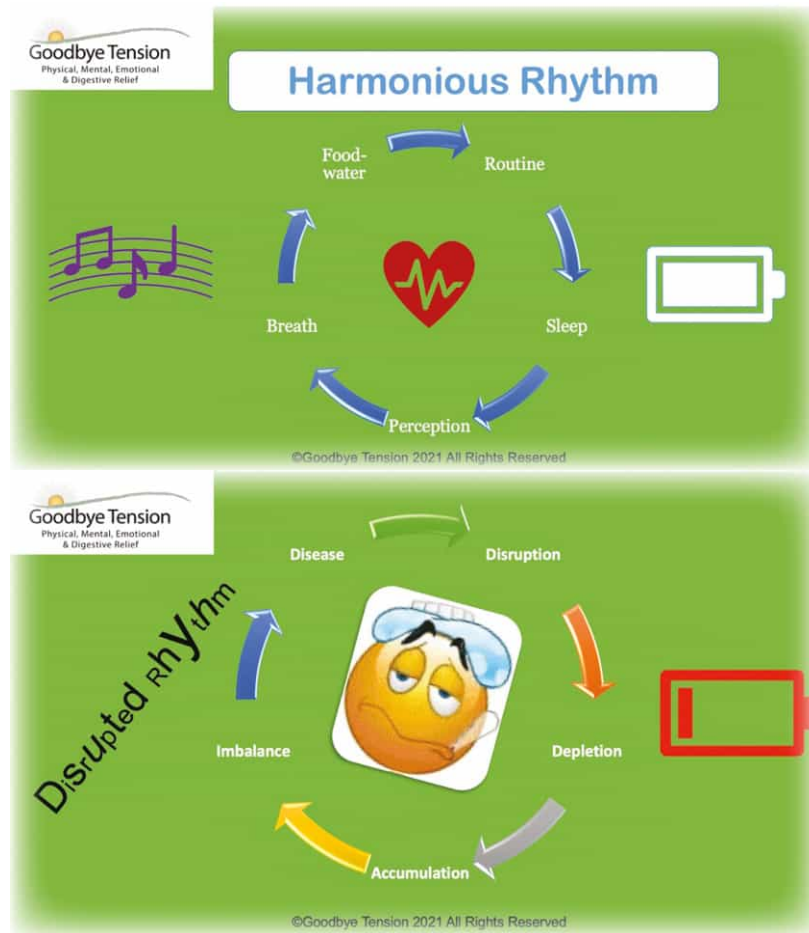 Goodbye Tension
Physical, Mental, Emotional
& Digestive Relief
Harmonious Rhythm
Food-
water
Routine
Breath
Sleep
Perception
©Goodbye Tension 2021 All Rights Reserved
Goodbye Tension
Physical, Mental, Emotional
& Digestive Relief
Disease
Disruption
Disrupted Rhythm
Imbalance
Depletion
Accumulation
©Goodbye Tension 2021 All Rights Reserved